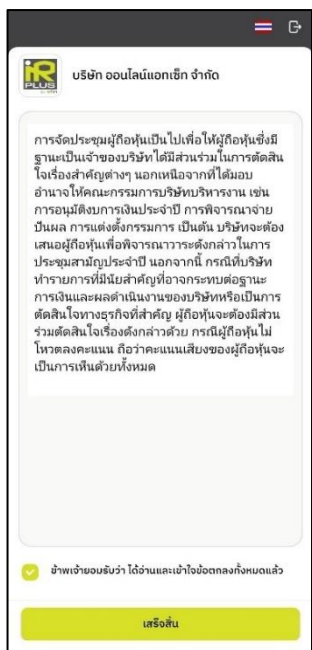 IR PLUS
บริษัท ออนไลน์แอทเซ็ท จำกัด
การจัดประชุมผู้ถือหุ้นเป็นไปเพื่อให้ผู้ถือหุ้นซึ่งมี
ฐานะเป็นเจ้าของบริษัทได้มีส่วนร่วมในการตัดสิน
ใจเรื่องสำคัญต่างๆ นอกเหนือจากที่ได้มอบ
อำนาจให้คณะกรรมการบริษัทบริหารงาน เช่น
การอนุมัติงบการเงินประจำปี การพิจารณาจ่าย
ปันผล การแต่งตั้งกรรมการ เป็นต้น บริษัทจะต้อง
เสนอผู้ถือหุ้นเพื่อพิจารณาวาระดังกล่าวในการ
ประชุมสามัญประจำปี นอกจากนี้ กรณีที่บริษัท
ทำรายการที่มีนัยสำคัญที่อาจกระทบต่อฐานะ
การเงินและผลดำเนินงานของบริษัทหรือเป็นการ
ตัดสินใจทางธุรกิจที่สำคัญ ผู้ถือหุ้นจะต้องมีส่วน
ร่วมตัดสินใจเรื่องดังกล่าวด้วย กรณีผู้ถือหุ้นไม่
โหวตลงคะแนน ถือว่าคะแนนเสียงของผู้ถือหุ้นจะ
เป็นการเห็นด้วยทั้งหมด
ข้าพเจ้ายอมรับว่า ได้อ่านและเข้าใจข้อตกลงทั้งหมดแล้ว
เสร็จสิ้น